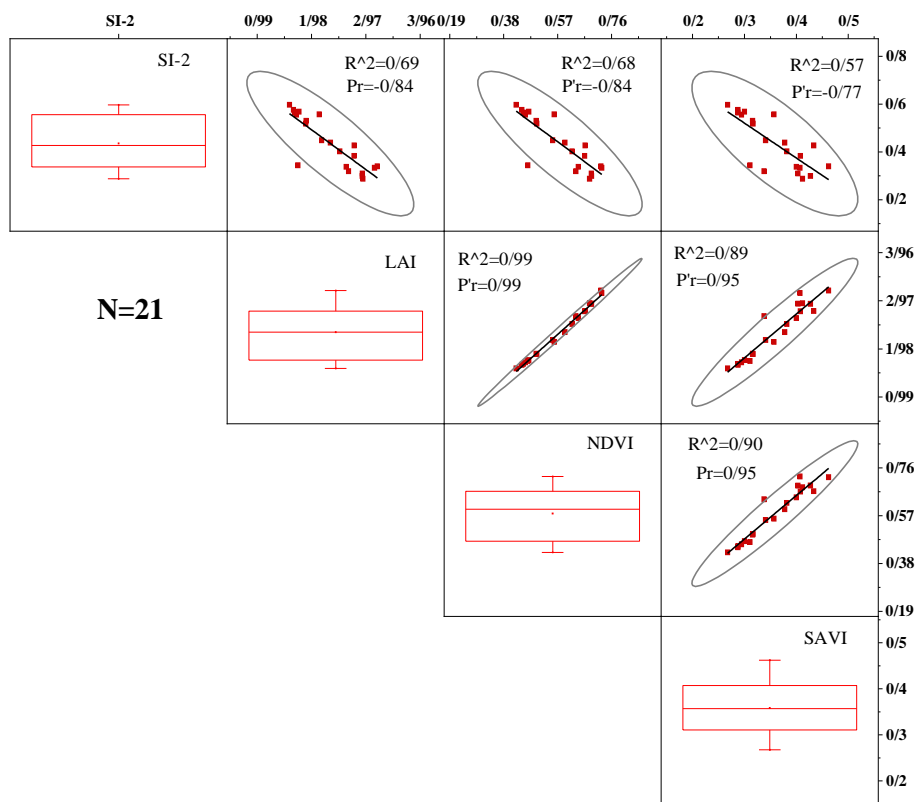 SI-2 0/99 1/98 2/97 3/96 0/19 0/38 0/57 0/76 0/2 0/3 0/4 0/5
SI-2
R^2=0/69
Pr=-0/84
R^2=0/68
P'r=-0/84
R^2=0/57
P'r=-0/77
0/8
0/6
0/4
0/2
N=21
LAI
R^2=0/99
P'r=0/99
R^2=0/89
P'r=0/95
3/96
2/97
1/98
0/99
NDVI
R^2=0/90
Pr=0/95
0/76
0/57
0/38
0/19
SAVI
0/5
0/4
0/3
0/2